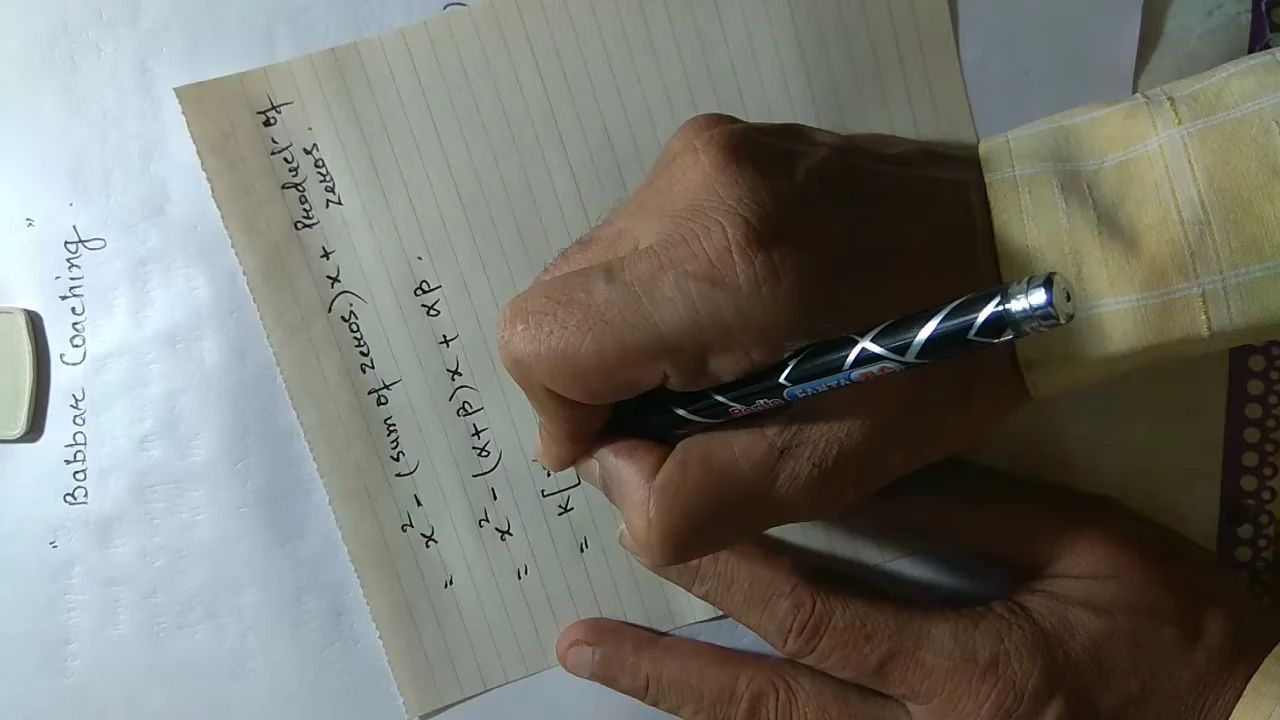 " Babbar Coaching. "
= x² - (sum of zeros.) x + Product of
zeros.
= x² - (α+β)x + αβ.
= K[